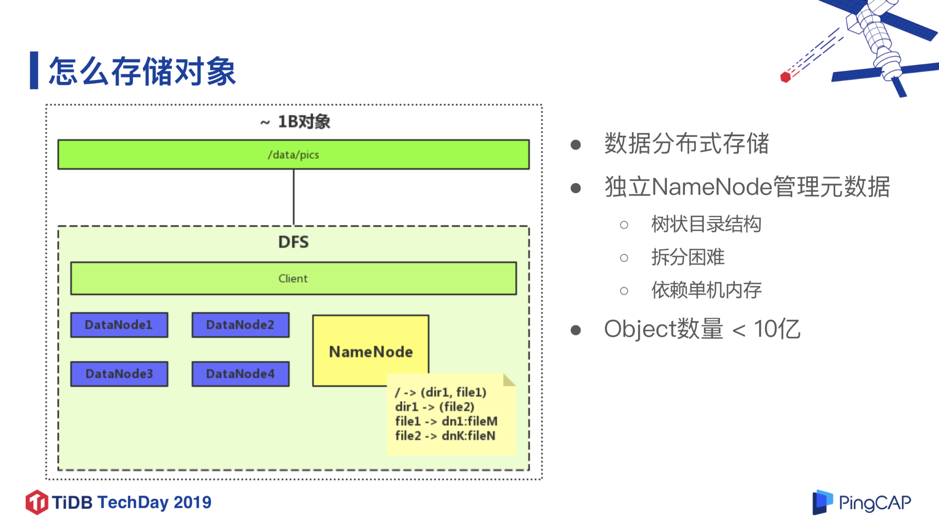 怎么存储对象
~ 1B对象
/data/pics
DFS
Client
DataNode1
DataNode2
DataNode3
DataNode4
NameNode
/ -> (dir1, file1)
dir1 -> (file2)
file1 -> dn1:fileM
file2 -> dnK:fileN
● 数据分布式存储
● 独立NameNode管理元数据
○ 树状目录结构
○ 拆分困难
○ 依赖单机内存
● Object数量 < 10亿
TiDB TechDay 2019
PingCAP